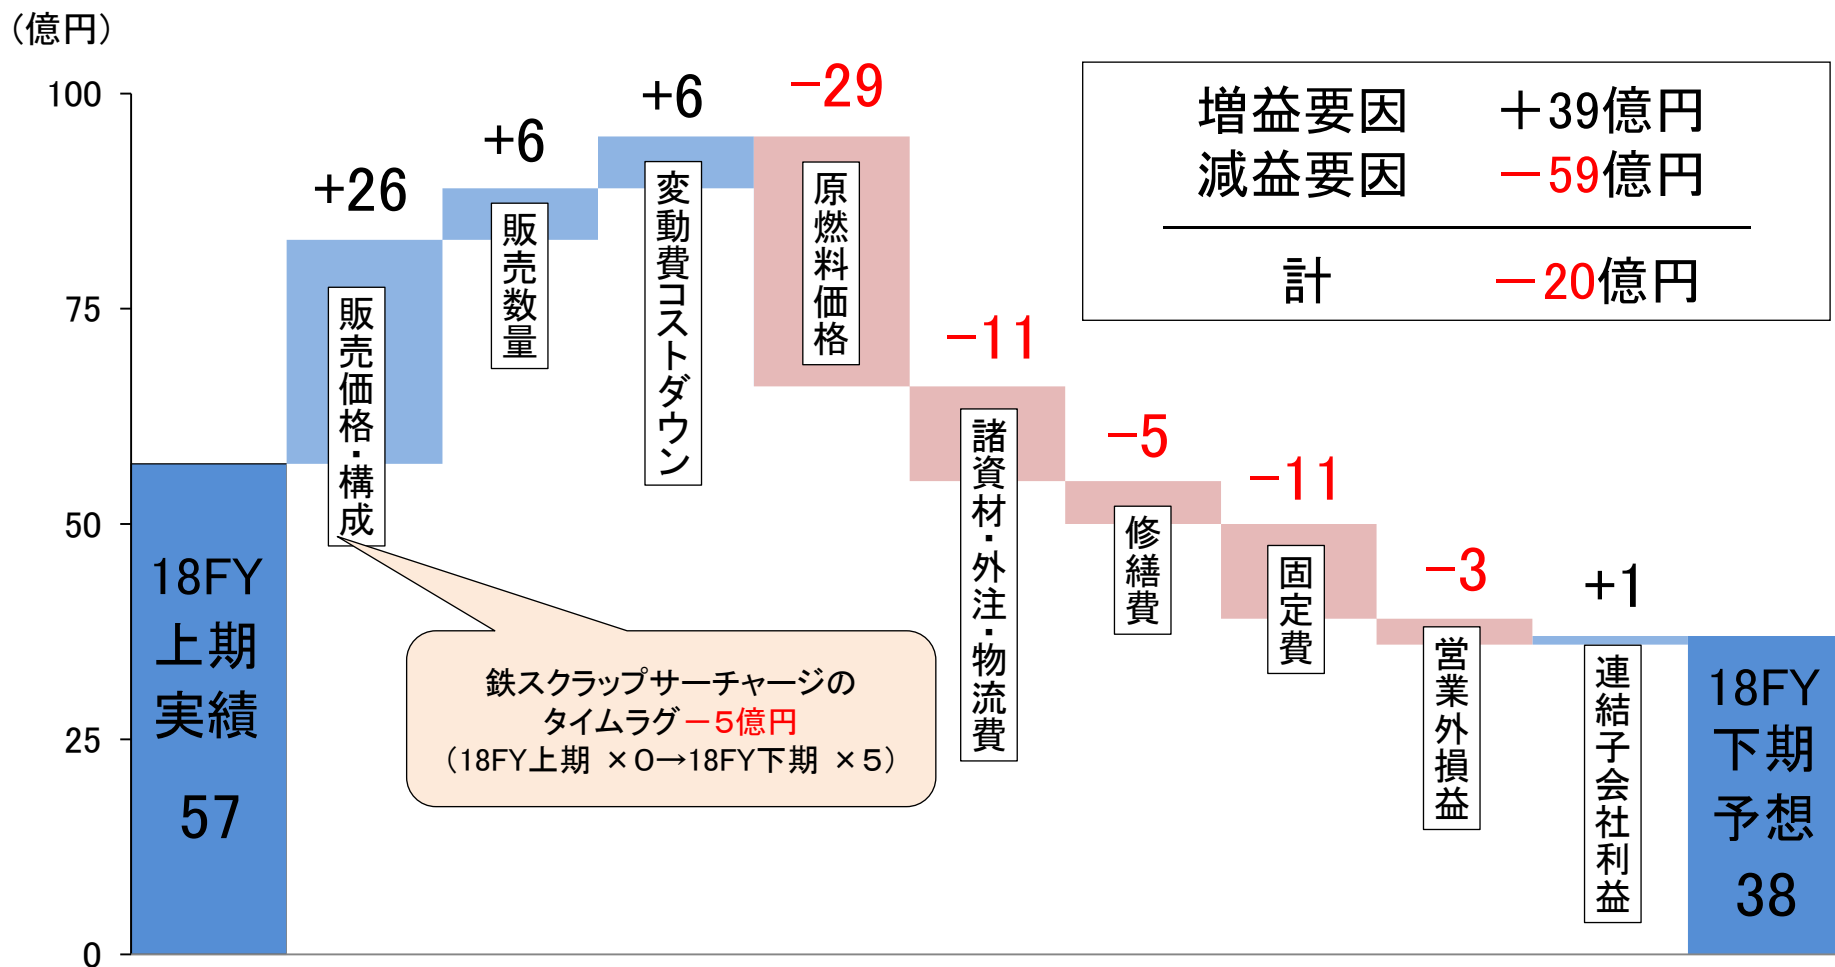 （億円）
100
75
50
25
0
18FY
上期
実績
57
+26
販売価格・構成
+6
販売数量
+6
変動費コストダウン
−29
原燃料価格
−11
諸資材・外注・物流費
−5
修繕費
−11
固定費
−3
営業外損益
+1
連結子会社利益
18FY
下期
予想
38
増益要因 ＋39億円
減益要因 −59億円
計 −20億円
鉄スクラップサーチャージの
タイムラグ−５億円
（18FY上期 ×０→18FY下期 ×５）